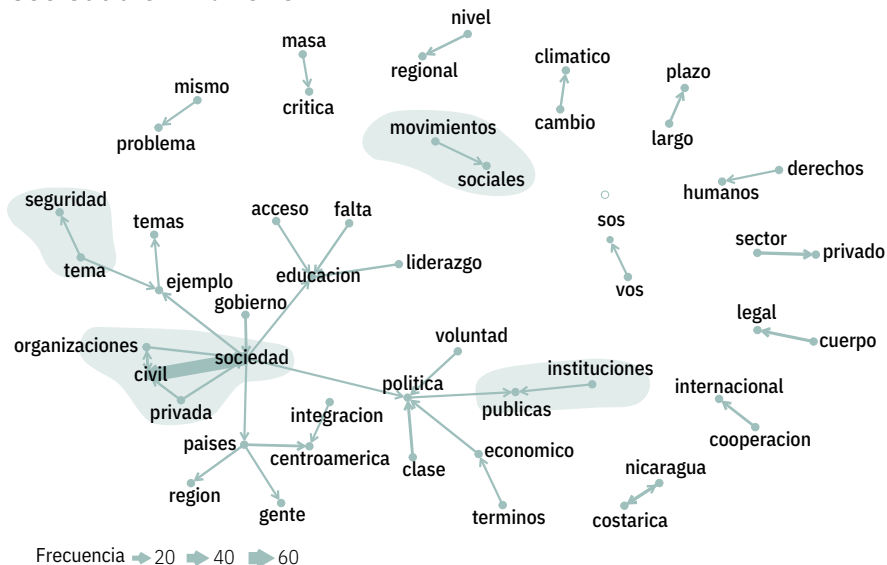 nivel
masa
climatico
regional
plazo
mismo
critica
movimientos
cambio
problema
largo
derechos
sociales
humanos
seguridad
acceso
falta
temas
sos
sector
privado
tema
ejemplo
educacion
liderazgo
vos
gobierno
legal
organizaciones
sociedad
voluntad
cuerpo
civil
politica
instituciones
internacional
privada
integracion
publicas
paises
centroamerica
economico
cooperacion
clase
nicaragua
region
gente
terminos
costarica
Frecuencia 20 40 60